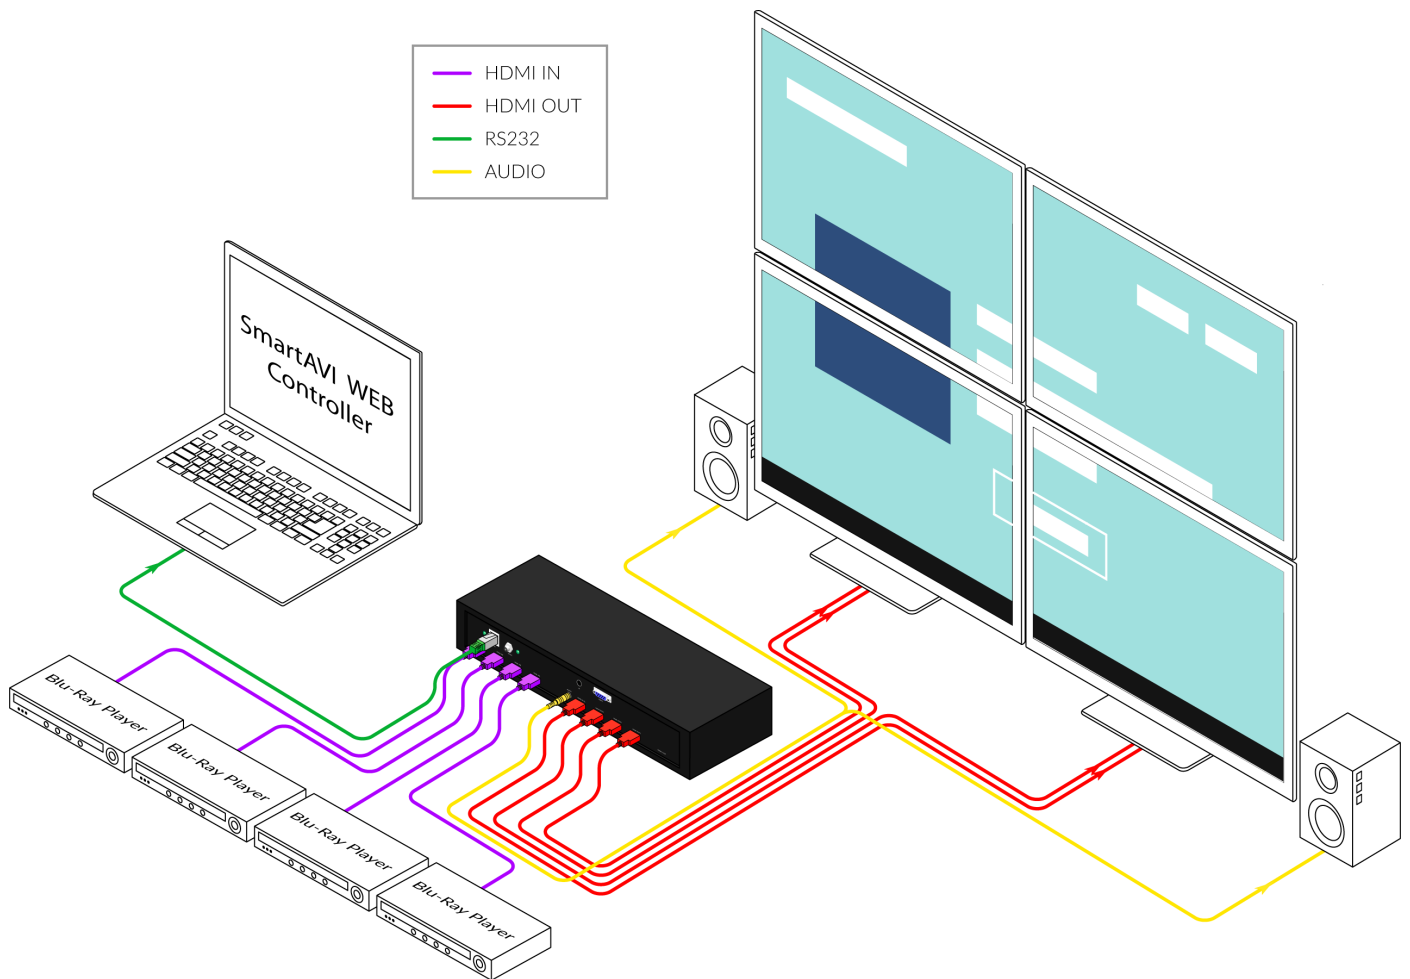 HDMI IN
HDMI OUT
RS232
AUDIO
SmartAVI WEB
Controller
Blu-Ray Player
Blu-Ray Player
Blu-Ray Player
Blu-Ray Player